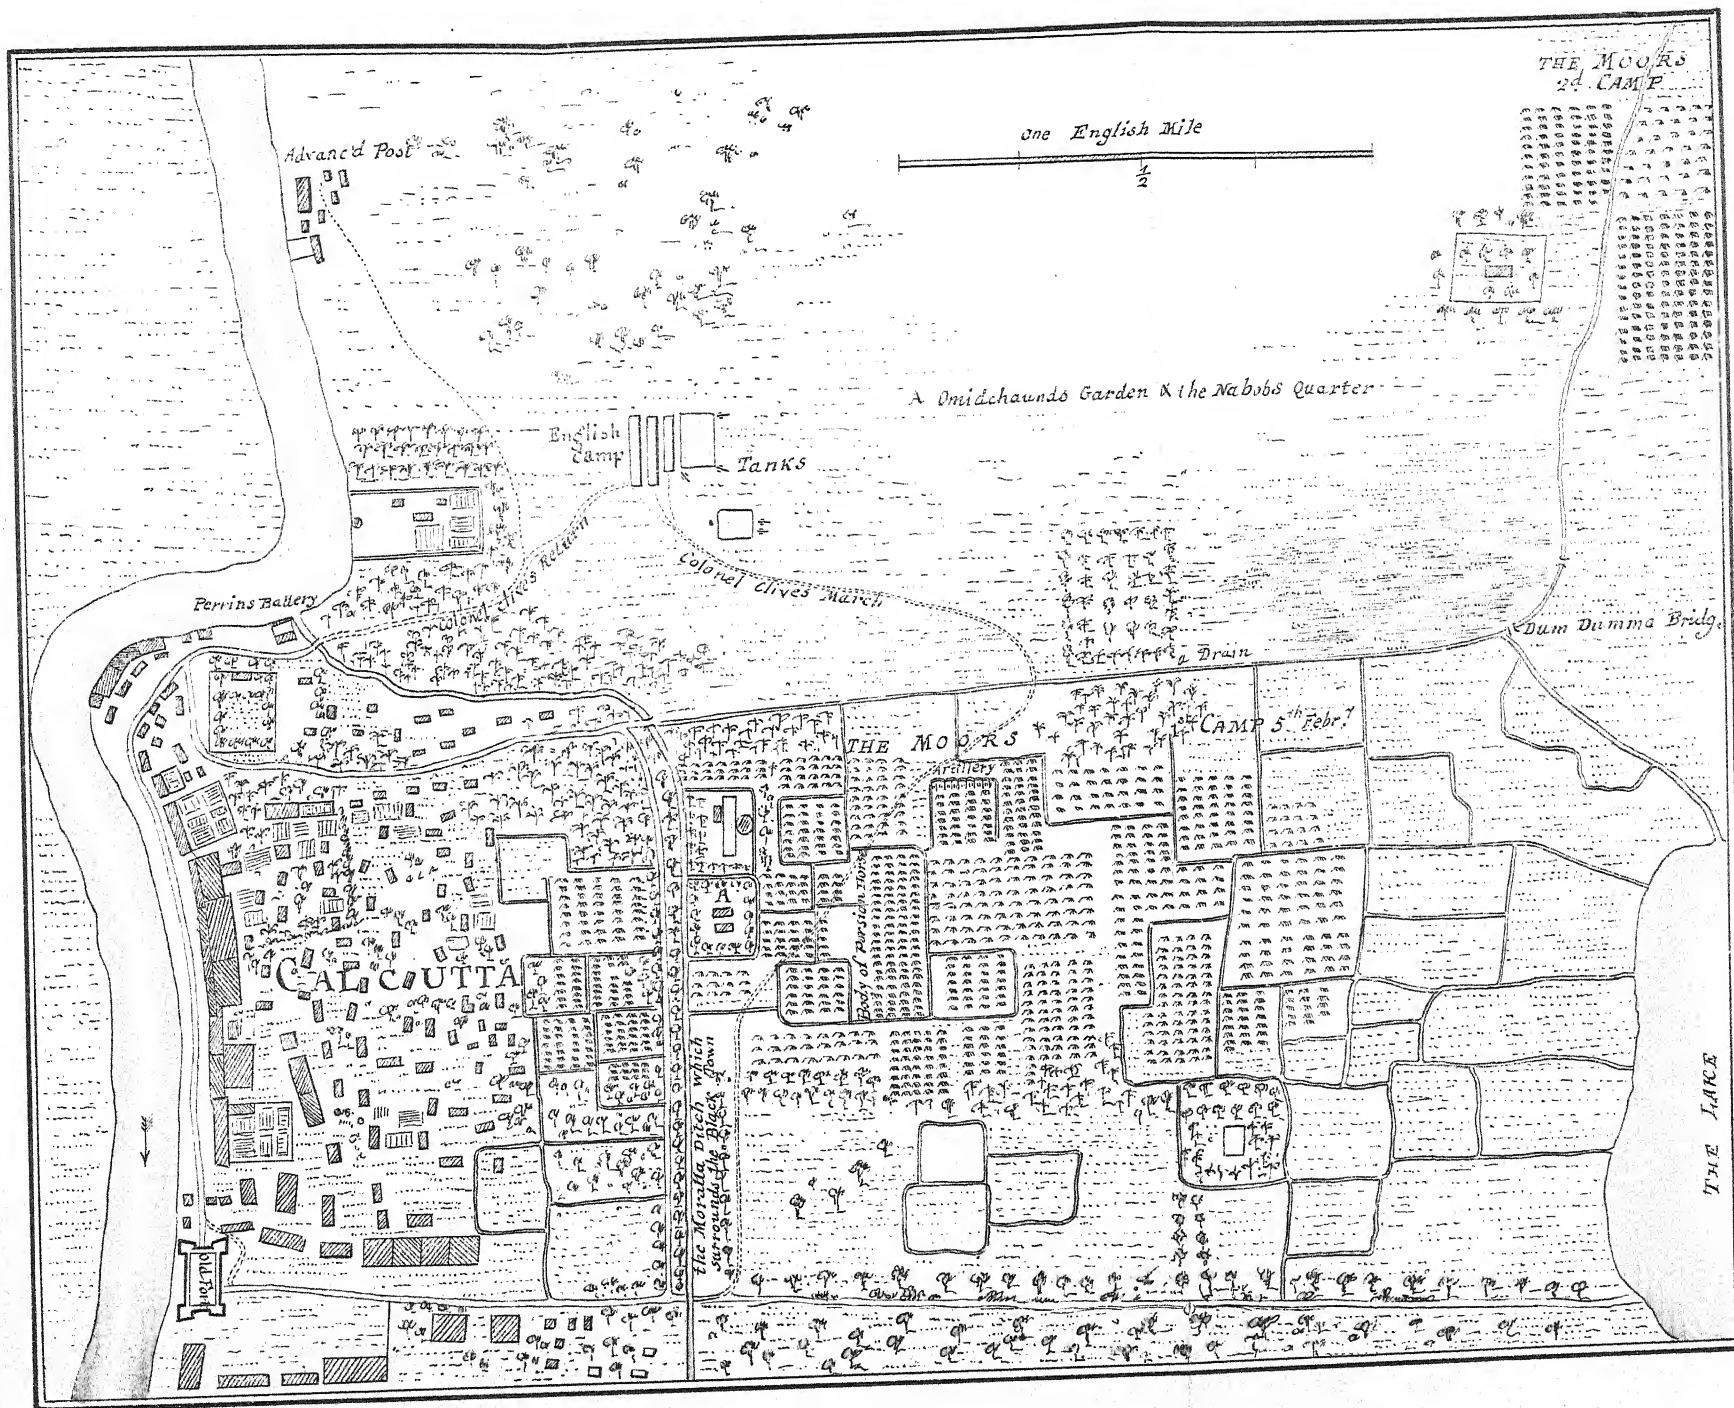 THE MOORS
2d. CAMP
one English Mile
1/2
Advanc'd Post
A Omidchaunds Garden & the Nabobs Quarter
English
Camp
Tanks
Colonel Clives Return
Colonel Clives March
Perrins Battery
Dum Dumma Bridg.
a Drain
THE MOORS 1st CAMP 5th Febry
Artillery
A
Body of Persian Horse
CALCUTTA
the Moratta Ditch which
surrounds the Black Town
THE LAKE
Old Fort